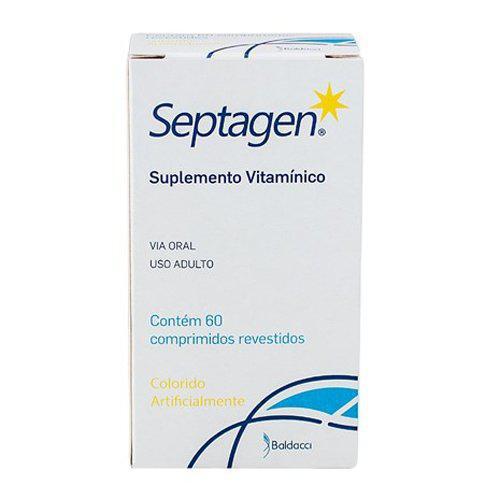 Septagen®
Suplemento Vitamínico
VIA ORAL
USO ADULTO
Contém 60
comprimidos revestidos
Colorido
Artificialmente
Baldacci